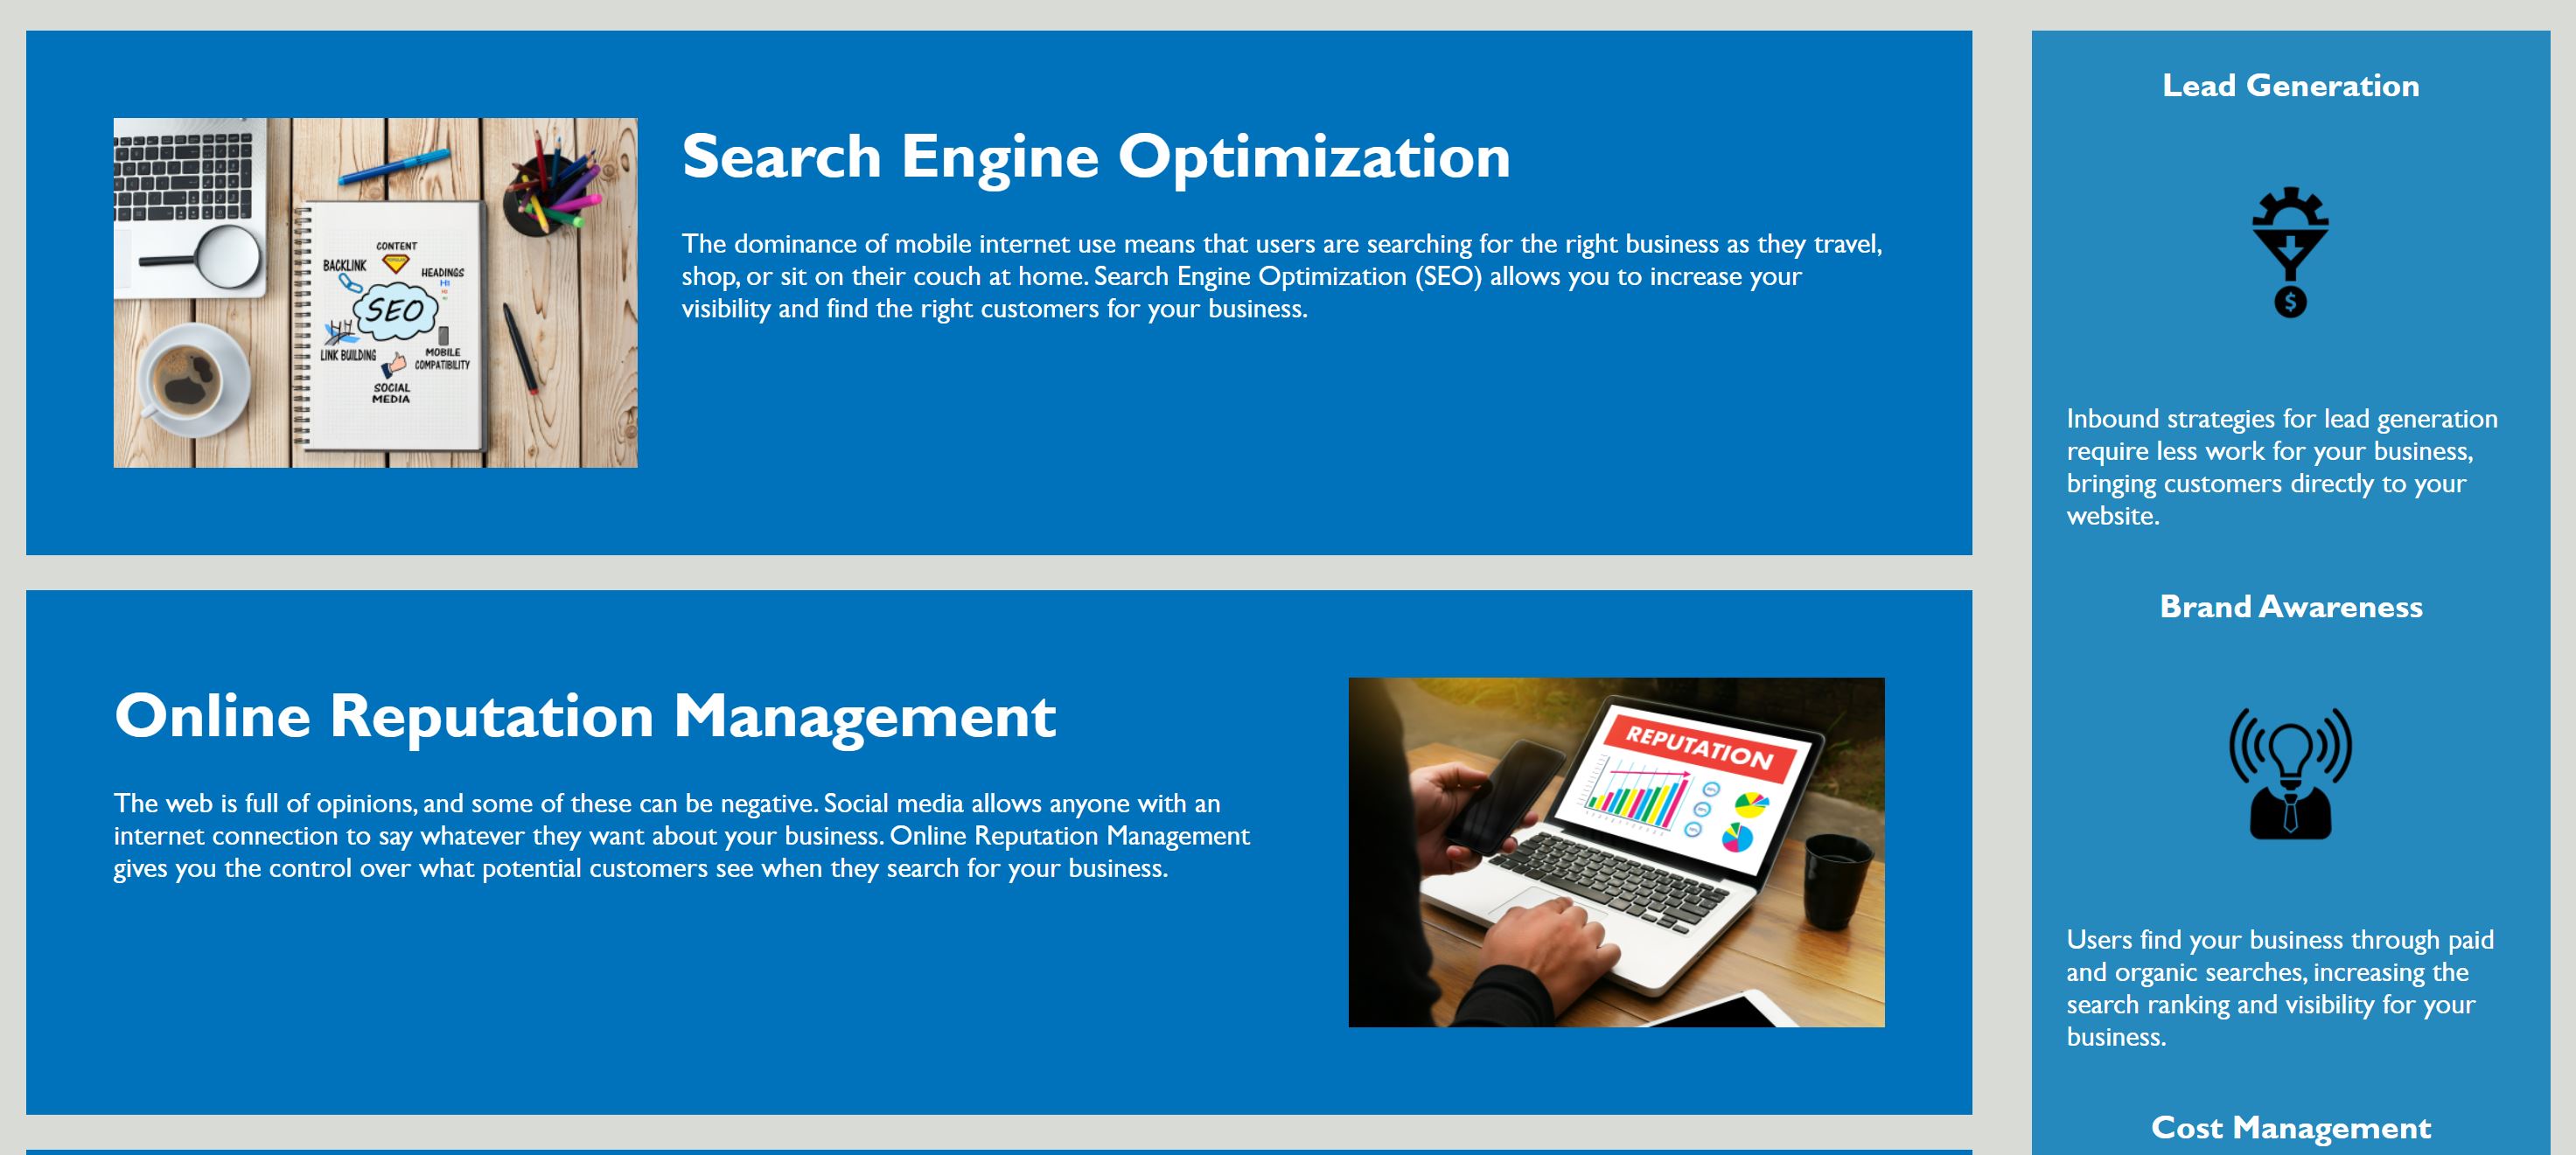 Search Engine Optimization
The dominance of mobile internet use means that users are searching for the right business as they travel,
shop, or sit on their couch at home. Search Engine Optimization (SEO) allows you to increase your
visibility and find the right customers for your business.
CONTENT
BACKLINK
HEADINGS
H1
SEO
LINK BUILDING
MOBILE
COMPATIBILITY
SOCIAL
MEDIA
Online Reputation Management
The web is full of opinions, and some of these can be negative. Social media allows anyone with an
internet connection to say whatever they want about your business. Online Reputation Management
gives you the control over what potential customers see when they search for your business.
REPUTATION
Lead Generation
$
Inbound strategies for lead generation
require less work for your business,
bringing customers directly to your
website.
Brand Awareness
Users find your business through paid
and organic searches, increasing the
search ranking and visibility for your
business.
Cost Management